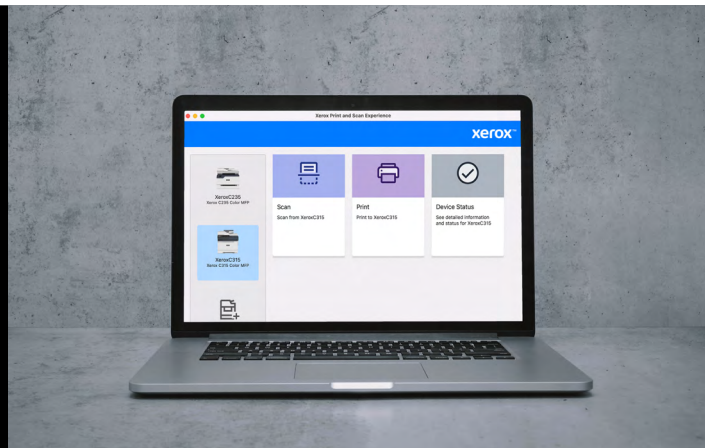 Xerox Print and Scan Experience
xerox™
XeroxC235
Xerox C235 Color MFP
XeroxC315
Xerox C315 Color MFP
Scan
Scan from XeroxC315
Print
Print to XeroxC315
Device Status
See detailed information
and status for XeroxC315